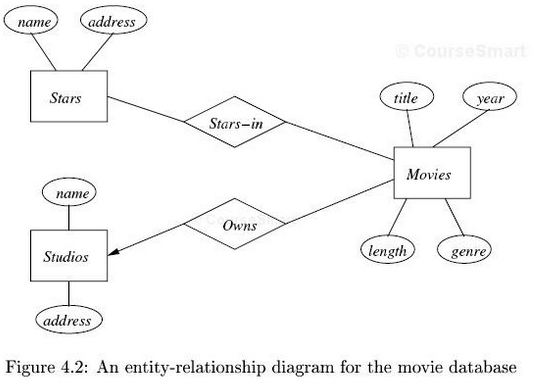 name
address
© CourseSmart
Stars
title
year
Stars-in
Movies
name
Owns
Studios
length
genre
address
Figure 4.2: An entity-relationship diagram for the movie database